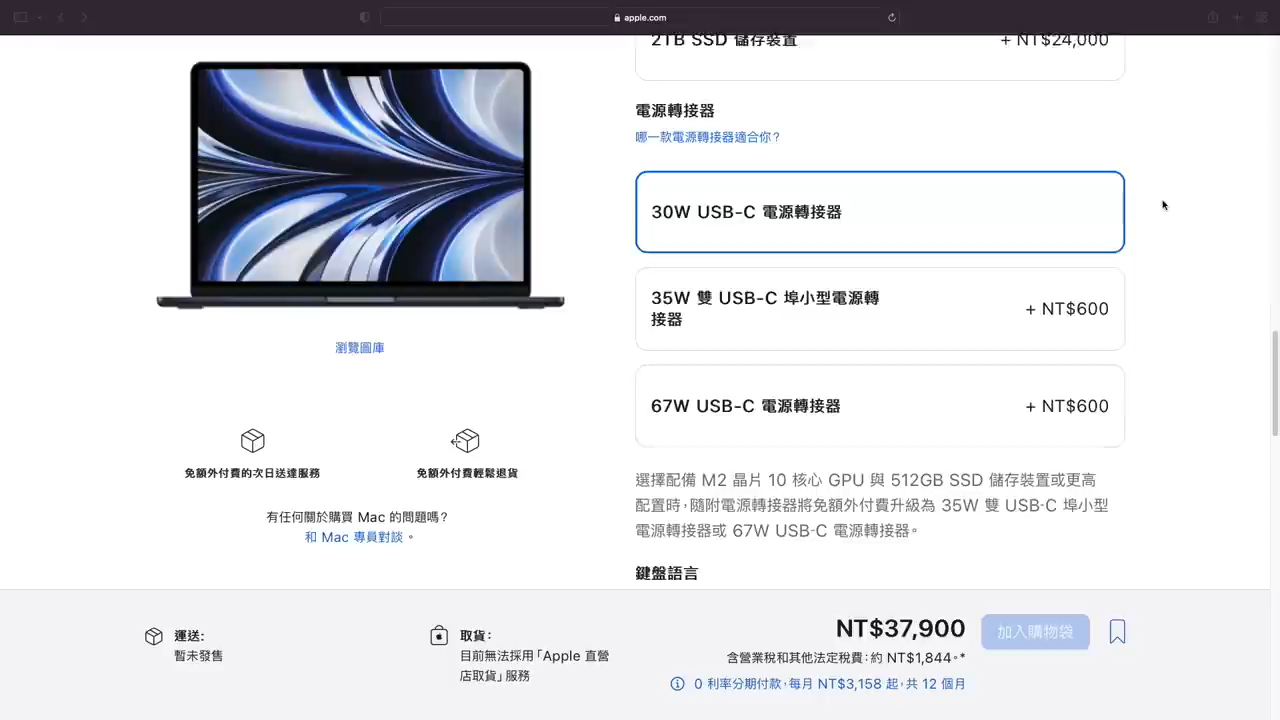 apple.com
2TB SSD 儲存裝置
+ NT$24,000
電源轉接器
哪一款電源轉接器適合你？
30W USB-C 電源轉接器
35W 雙 USB-C 埠小型電源轉
接器
+ NT$600
67W USB-C 電源轉接器
+ NT$600
選擇配備 M2 晶片 10 核心 GPU 與 512GB SSD 儲存裝置或更高
配置時，隨附電源轉接器將免額外付費升級為 35W 雙 USB-C 埠小型
電源轉接器或 67W USB-C 電源轉接器。
鍵盤語言
瀏覽圖庫
免額外付費的次日送達服務
免額外付費輕鬆退貨
有任何關於購買 Mac 的問題嗎？
和 Mac 專員對談。
運送：
暫未發售
取貨：
目前無法採用「Apple 直營
店取貨」服務
NT$37,900
含營業稅和其他法定稅費：約 NT$1,844。*
0 利率分期付款，每月 NT$3,158 起，共 12 個月
加入購物袋